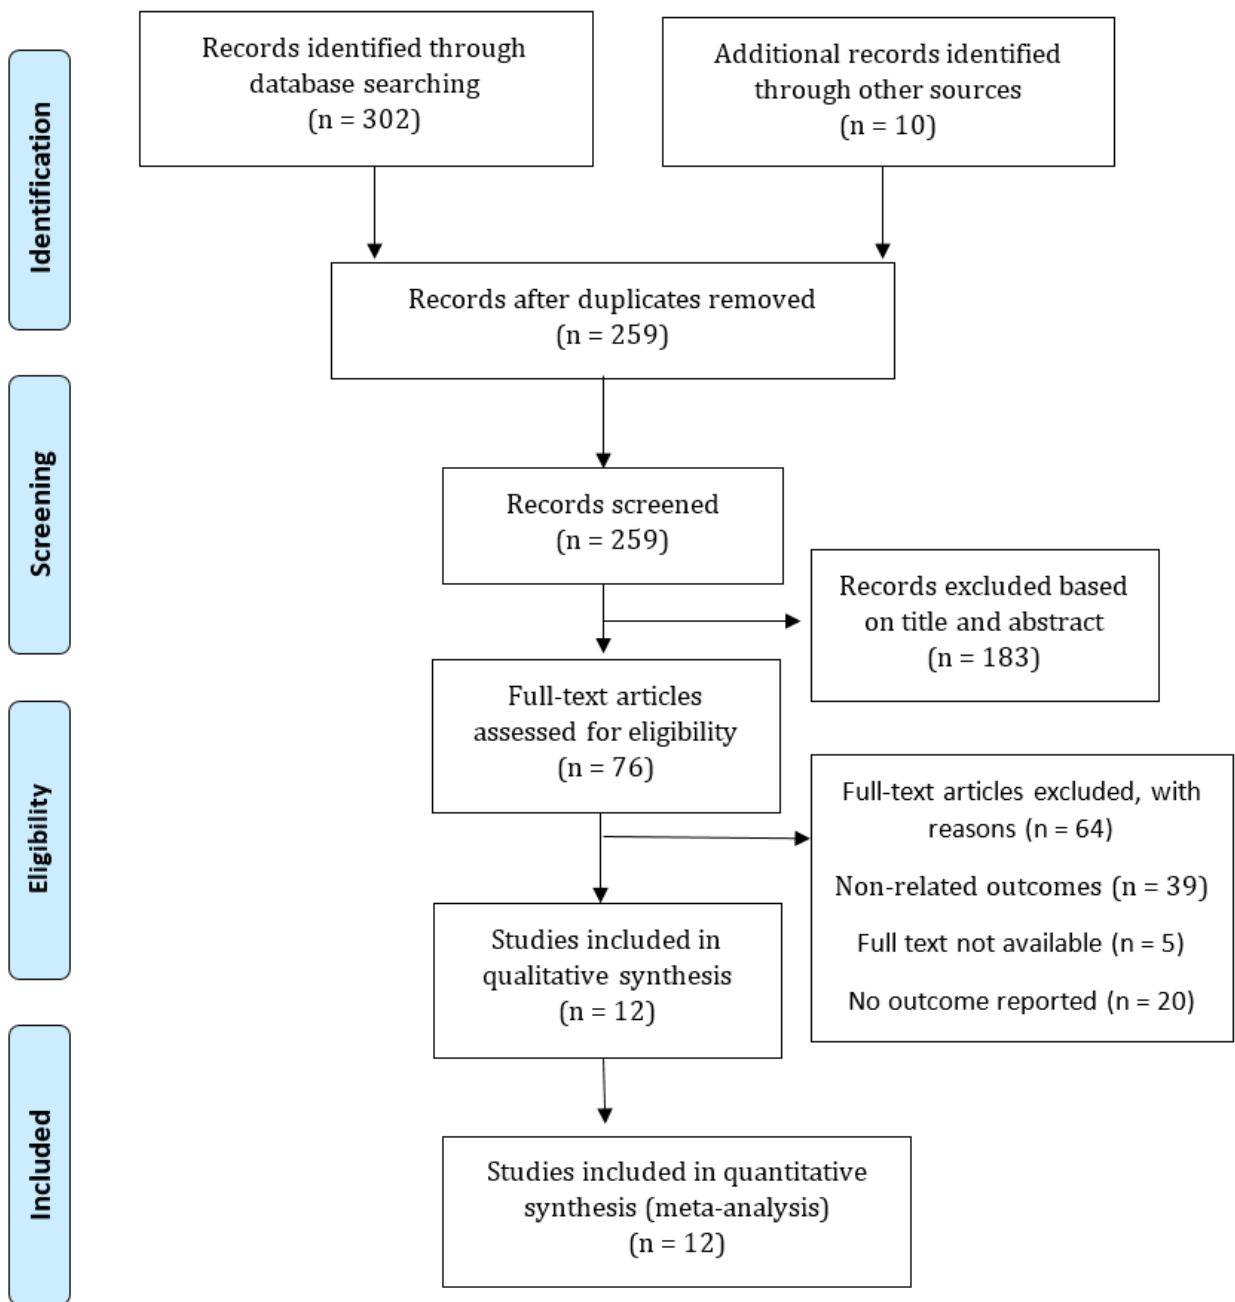 Identification
Records identified through
database searching
(n = 302)
Additional records identified
through other sources
(n = 10)
Records after duplicates removed
(n = 259)
Screening
Records screened
(n = 259)
Records excluded based
on title and abstract
(n = 183)
Eligibility
Full-text articles
assessed for eligibility
(n = 76)
Full-text articles excluded, with
reasons (n = 64)
Non-related outcomes (n = 39)
Full text not available (n = 5)
No outcome reported (n = 20)
Studies included in
qualitative synthesis
(n = 12)
Included
Studies included in quantitative
synthesis (meta-analysis)
(n = 12)